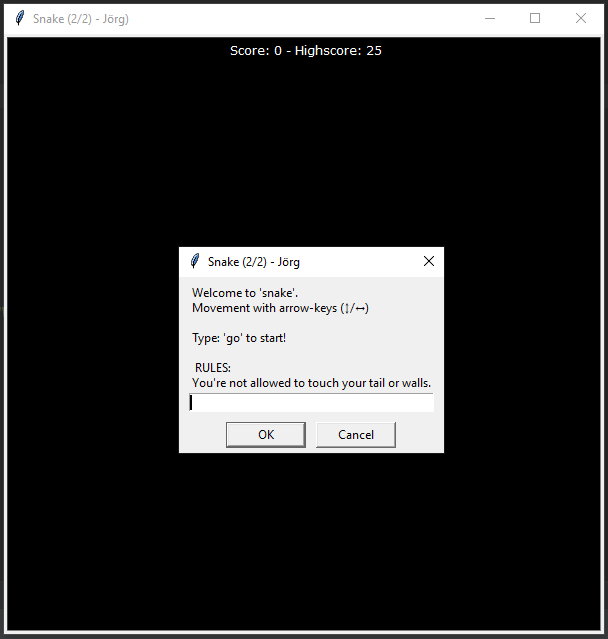 Snake (2/2) - Jörg)
Score: 0 - Highscore: 25
Snake (2/2) - Jörg
Welcome to 'snake'.
Movement with arrow-keys (↕/↔)
Type: 'go' to start!
RULES:
You're not allowed to touch your tail or walls.
OK
Cancel